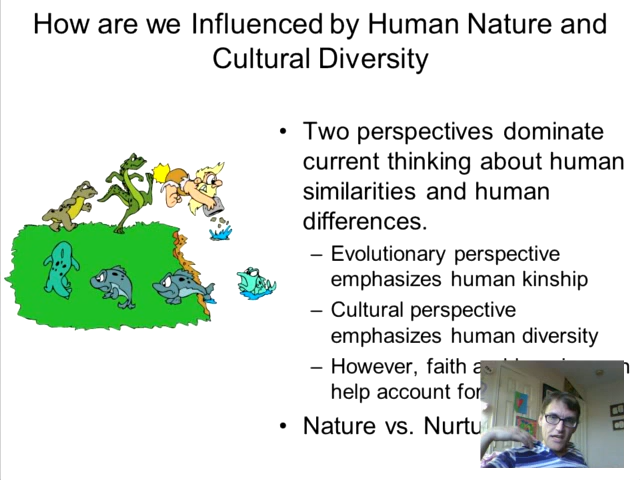 How are we Influenced by Human Nature and
Cultural Diversity
• Two perspectives dominate
current thinking about human
similarities and human
differences.
– Evolutionary perspective
emphasizes human kinship
– Cultural perspective
emphasizes human diversity
– However, faith
help account for
• Nature vs.